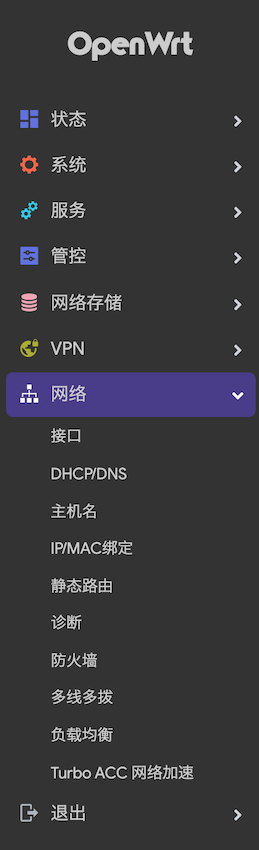 OpenWrt
状态
系统
服务
管控
网络存储
VPN
网络
接口
DHCP/DNS
主机名
IP/MAC绑定
静态路由
诊断
防火墙
多线多拨
负载均衡
Turbo ACC 网络加速
退出